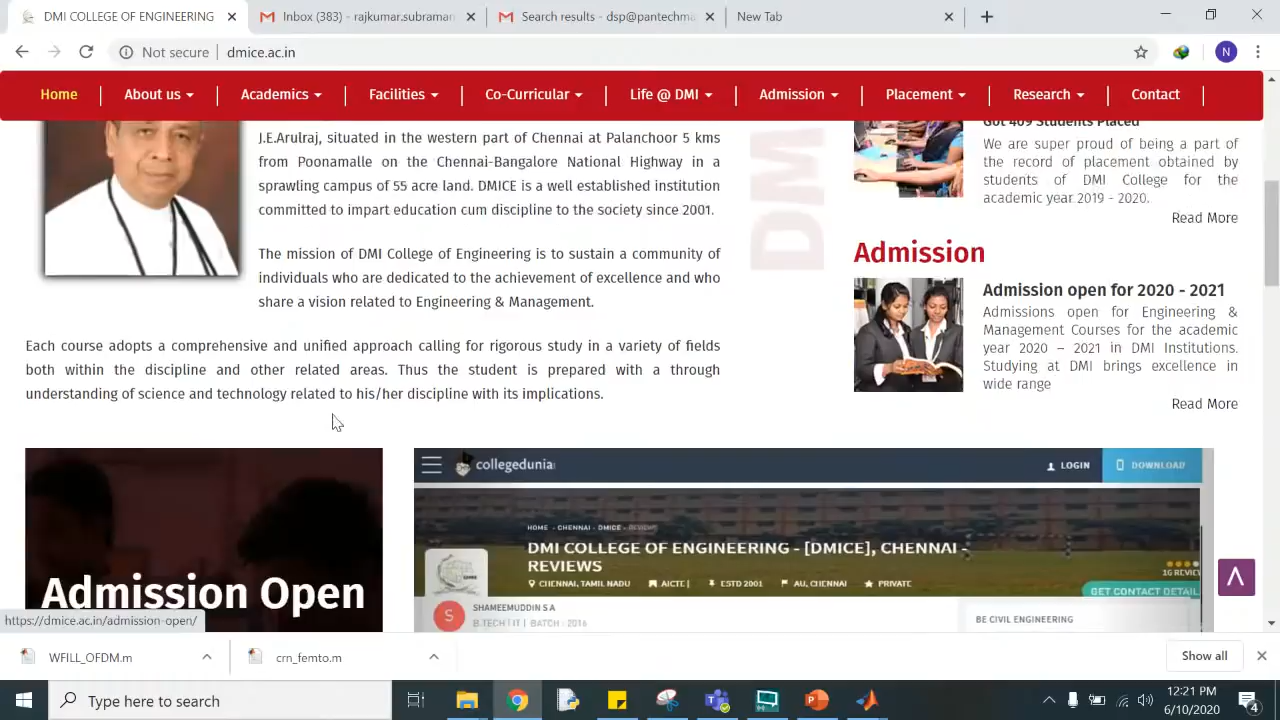 DMI COLLEGE OF ENGINEERING
Inbox (383) - rajkumar.subraman
Search results - dsp@pantechma
New Tab
Not secure
dmice.ac.in
N
Home
About us
Academics
Facilities
Co-Curricular
Life @ DMI
Admission
Placement
Research
Contact
J.E.Arulraj, situated in the western part of Chennai at Palanchoor 5 kms
from Poonamalle on the Chennai-Bangalore National Highway in a
sprawling campus of 55 acre land. DMICE is a well established institution
committed to impart education cum discipline to the society since 2001.
The mission of DMI College of Engineering is to sustain a community of
individuals who are dedicated to the achievement of excellence and who
share a vision related to Engineering & Management.
Each course adopts a comprehensive and unified approach calling for rigorous study in a variety of fields
both within the discipline and other related areas. Thus the student is prepared with a through
understanding of science and technology related to his/her discipline with its implications.
DM
Got 409 Students Placed
We are super proud of being a part of
the record of placement obtained by
students of DMI College for the
academic year 2019 - 2020.
Read More
Admission
Admission open for 2020 - 2021
Admissions open for Engineering &
Management Courses for the academic
year 2020 – 2021 in DMI Institutions.
Studying at DMI brings excellence in
wide range
Read More
Admission Open
collegedunia
LOGIN
DOWNLOAD
HOME - CHENNAI - DMICE - REVIEWS
DMI COLLEGE OF ENGINEERING - [DMICE], CHENNAI -
REVIEWS
CHENNAI, TAMIL NADU
AICTE |
ESTD 2001
AU, CHENNAI
PRIVATE
16 REVIEW
GET CONTACT DETAIL
S
SHAMEEMUDDIN S A
B.TECH | IT | BATCH : 2016
BE CIVIL ENGINEERING
https://dmice.ac.in/admission-open/
WFILL_OFDM.m
crn_femto.m
Show all
Type here to search
12:21 PM
6/10/2020
4